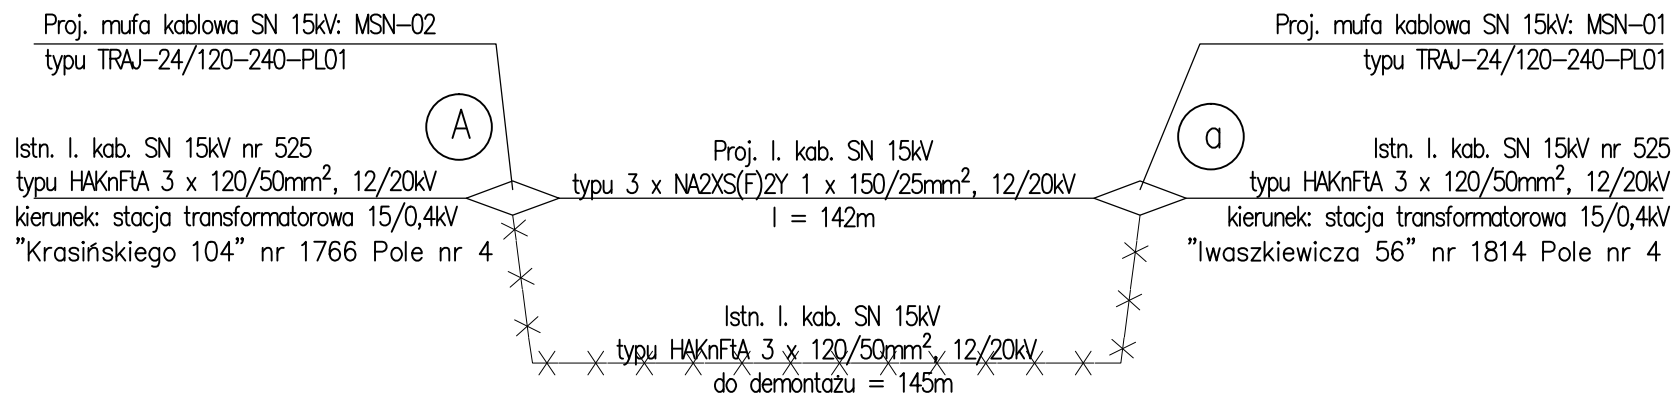 Proj. mufa kablowa SN 15kV: MSN-02
typu TRAJ-24/120-240-PL01
Proj. mufa kablowa SN 15kV: MSN-01
typu TRAJ-24/120-240-PL01
A
a
Istn. l. kab. SN 15kV nr 525
typu HAKnFtA 3 x 120/50mm², 12/20kV
kierunek: stacja transformatorowa 15/0,4kV
"Krasińskiego 104" nr 1766 Pole nr 4
Proj. l. kab. SN 15kV
typu 3 x NA2XS(F)2Y 1 x 150/25mm², 12/20kV
l = 142m
Istn. l. kab. SN 15kV nr 525
typu HAKnFtA 3 x 120/50mm², 12/20kV
kierunek: stacja transformatorowa 15/0,4kV
"Iwaszkiewicza 56" nr 1814 Pole nr 4
Istn. l. kab. SN 15kV
typu HAKnFtA 3 x 120/50mm², 12/20kV
do demontażu = 145m